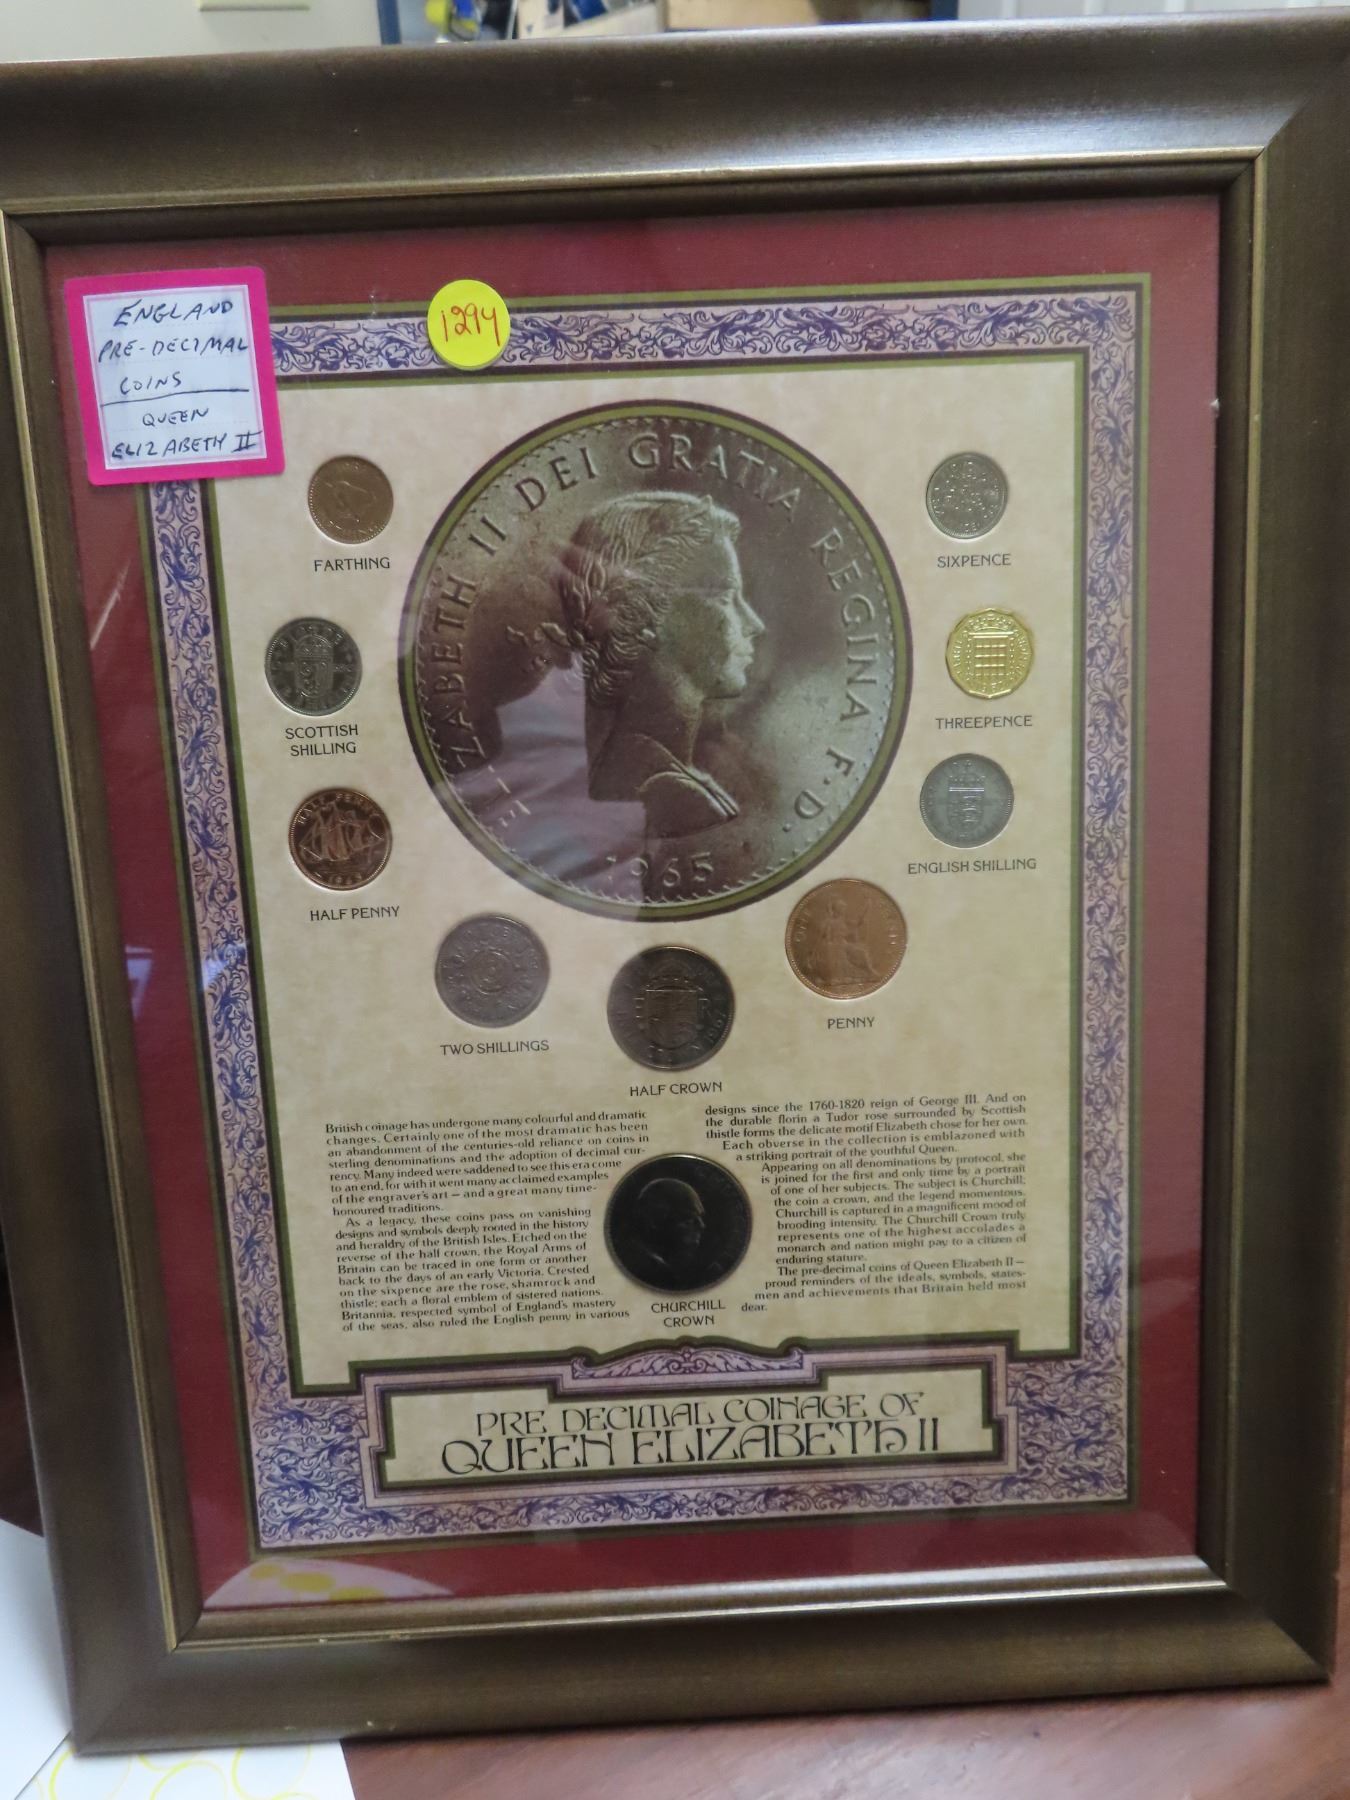 ENGLAND
PRE-DECIMAL
COINS
QUEEN
ELIZABETH II
1294
ZABETH II DEI GRATIA REGINA F.D.
1965
FARTHING
SIXPENCE
SCOTTISH
SHILLING
THREEPENCE
HALF PENNY
HALF PENNY
ENGLISH SHILLING
ONE PENNY
PENNY
TWO SHILLINGS
1967
HALF CROWN
British coinage has undergone many colourful and dramatic
changes. Certainly one of the most dramatic has been
an abandonment of the centuries-old reliance on coins in
sterling denominations and the adoption of decimal cur-
rency. Many indeed were saddened to see this era come
to an end, for with it went many acclaimed examples
of the engraver's art — and a great many time-
honoured traditions.
As a legacy, these coins pass on vanishing
designs and symbols deeply rooted in the history
and heraldry of the British Isles. Etched on the
reverse of the half crown, the Royal Arms of
Britain can be traced in one form or another
back to the days of an early Victoria. Crested
on the sixpence are the rose, shamrock and
thistle; each a floral emblem of sistered nations.
Britannia, respected symbol of England's mastery
of the seas, also ruled the English penny in various
designs since the 1760-1820 reign of George III. And on
the durable florin a Tudor rose surrounded by Scottish
thistle forms the delicate motif Elizabeth chose for her own.
Each obverse in the collection is emblazoned with
a striking portrait of the youthful Queen.
Appearing on all denominations by protocol, she
is joined for the first and only time by a portrait
of one of her subjects. The subject is Churchill;
the coin a crown, and the legend momentous.
Churchill is captured in a magnificent mood of
brooding intensity. The Churchill Crown truly
represents one of the highest accolades a
monarch and nation might pay to a citizen of
enduring stature.
The pre-decimal coins of Queen Elizabeth II —
proud reminders of the ideals, symbols, states-
men and achievements that Britain held most
dear.
CHURCHILL
CROWN
PRE DECIMAL COINAGE OF
QUEEN ELIZABETH II